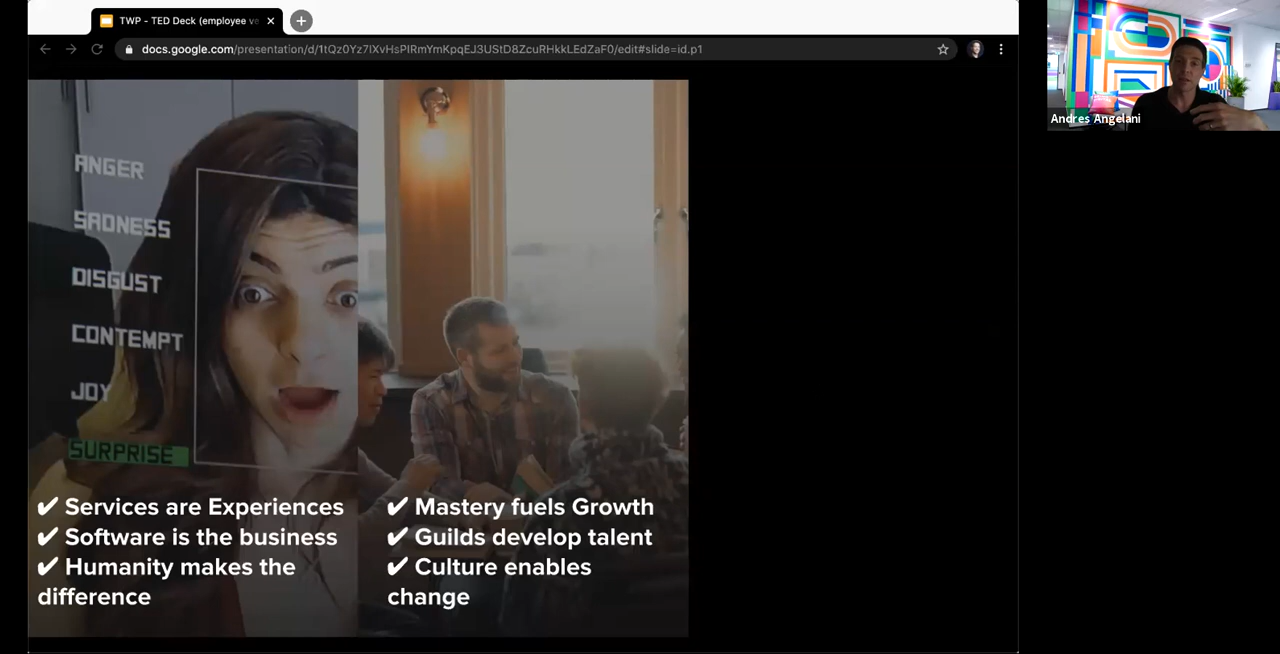 TWP - TED Deck (employee ve
docs.google.com/presentation/d/1tQz0Yz7lXvHsPIRmYmKpqEJ3UStD8ZcuRHkkLEdZaF0/edit#slide=id.p1
Andres Angelani
ANGER
SADNESS
DISGUST
CONTEMPT
JOY
SURPRISE
✔ Services are Experiences
✔ Software is the business
✔ Humanity makes the
difference
✔ Mastery fuels Growth
✔ Guilds develop talent
✔ Culture enables
change